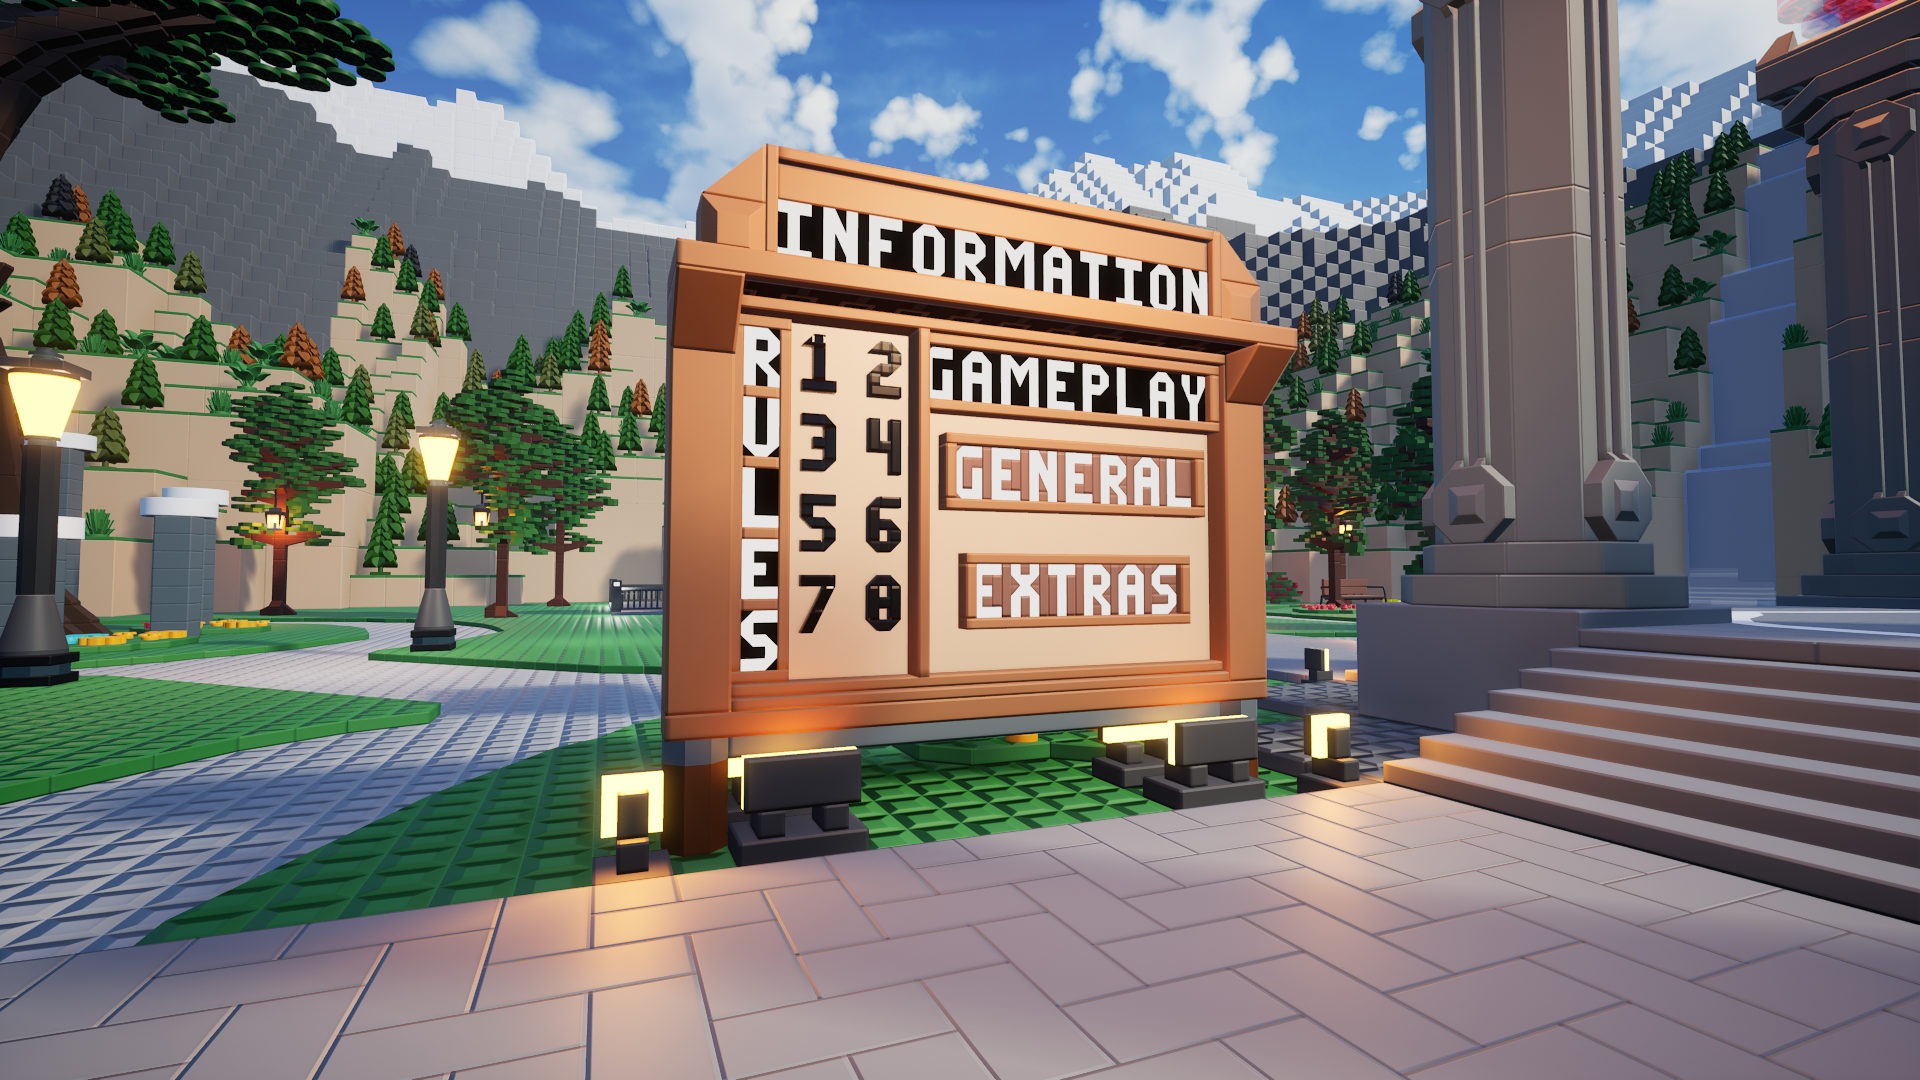 INFORMATION
RULES
1 2
3 4
5 6
7 8
GAMEPLAY
GENERAL
EXTRAS